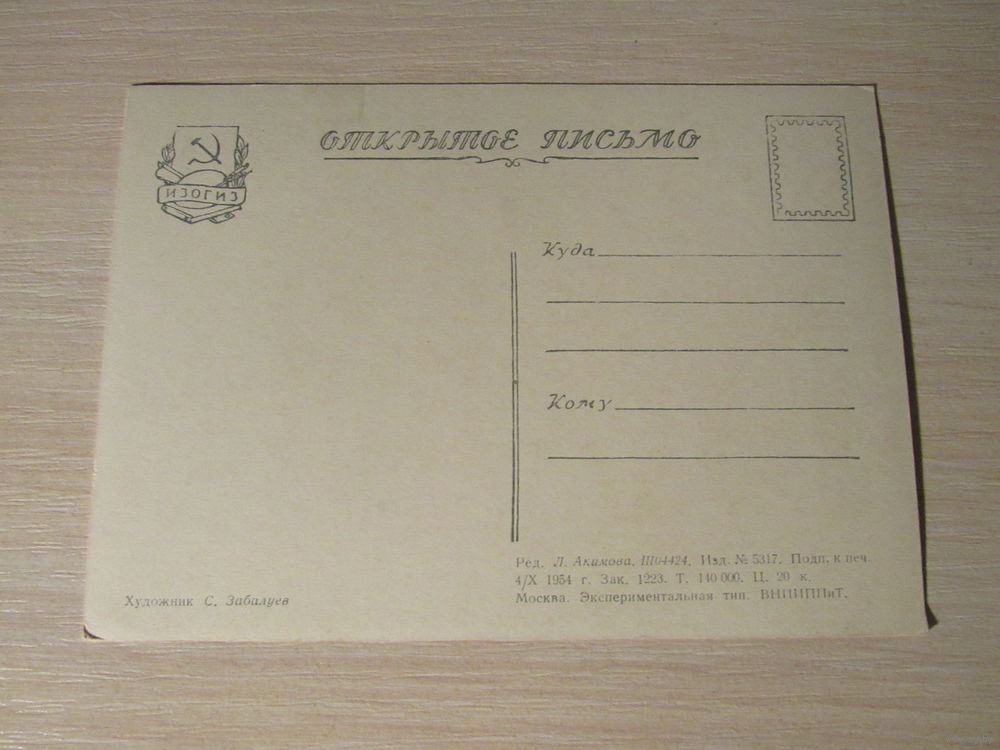 ОТКРЫТОЕ ПИСЬМО
ИЗОГИЗ
Куда
Кому
Ред. Л. Акимова. Ш04424. Изд. № 5317. Подп. к печ.
4/X 1954 г. Зак. 1223. Т. 140 000. Ц. 20 к.
Москва. Экспериментальная тип. ВНИИППиТ.
Художник С. Забалуев